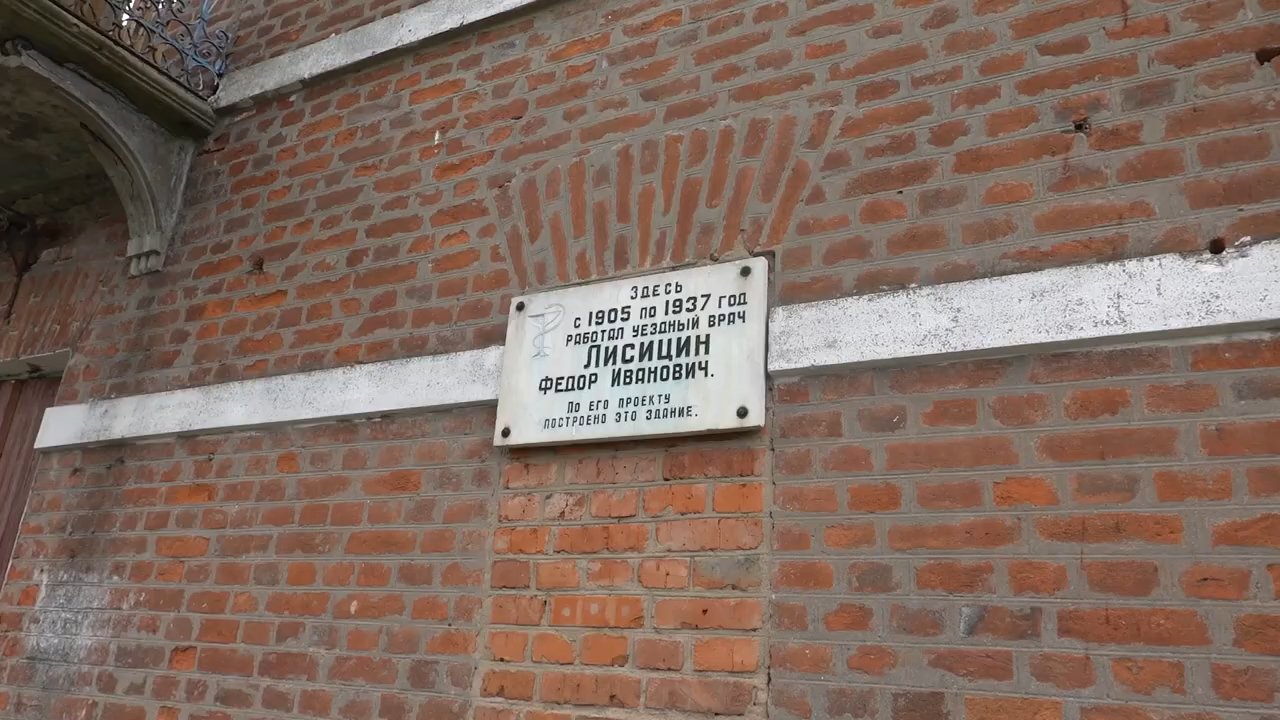 ЗДЕСЬ
С 1905 ПО 1937 ГОД
РАБОТАЛ УЕЗДНЫЙ ВРАЧ
ЛИСИЦИН
ФЕДОР ИВАНОВИЧ.
ПО ЕГО ПРОЕКТУ
ПОСТРОЕНО ЭТО ЗДАНИЕ.